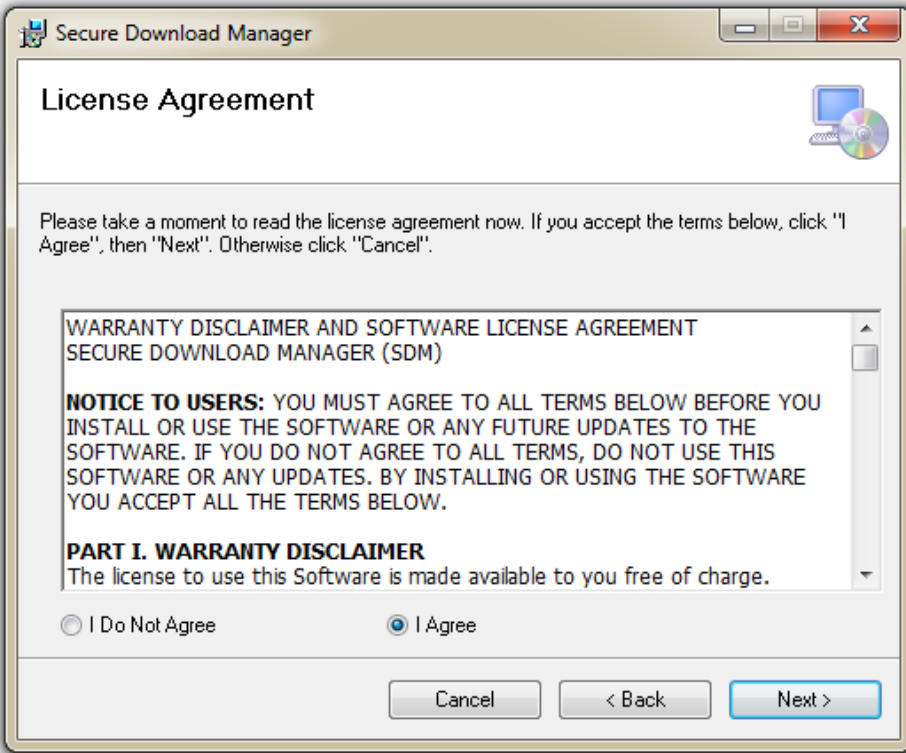 Secure Download Manager
License Agreement
Please take a moment to read the license agreement now. If you accept the terms below, click "I
Agree", then "Next". Otherwise click "Cancel".
WARRANTY DISCLAIMER AND SOFTWARE LICENSE AGREEMENT
SECURE DOWNLOAD MANAGER (SDM)
NOTICE TO USERS: YOU MUST AGREE TO ALL TERMS BELOW BEFORE YOU
INSTALL OR USE THE SOFTWARE OR ANY FUTURE UPDATES TO THE
SOFTWARE. IF YOU DO NOT AGREE TO ALL TERMS, DO NOT USE THIS
SOFTWARE OR ANY UPDATES. BY INSTALLING OR USING THE SOFTWARE
YOU ACCEPT ALL THE TERMS BELOW.
PART I. WARRANTY DISCLAIMER
The license to use this Software is made available to you free of charge.
I Do Not Agree
I Agree
Cancel
< Back
Next >